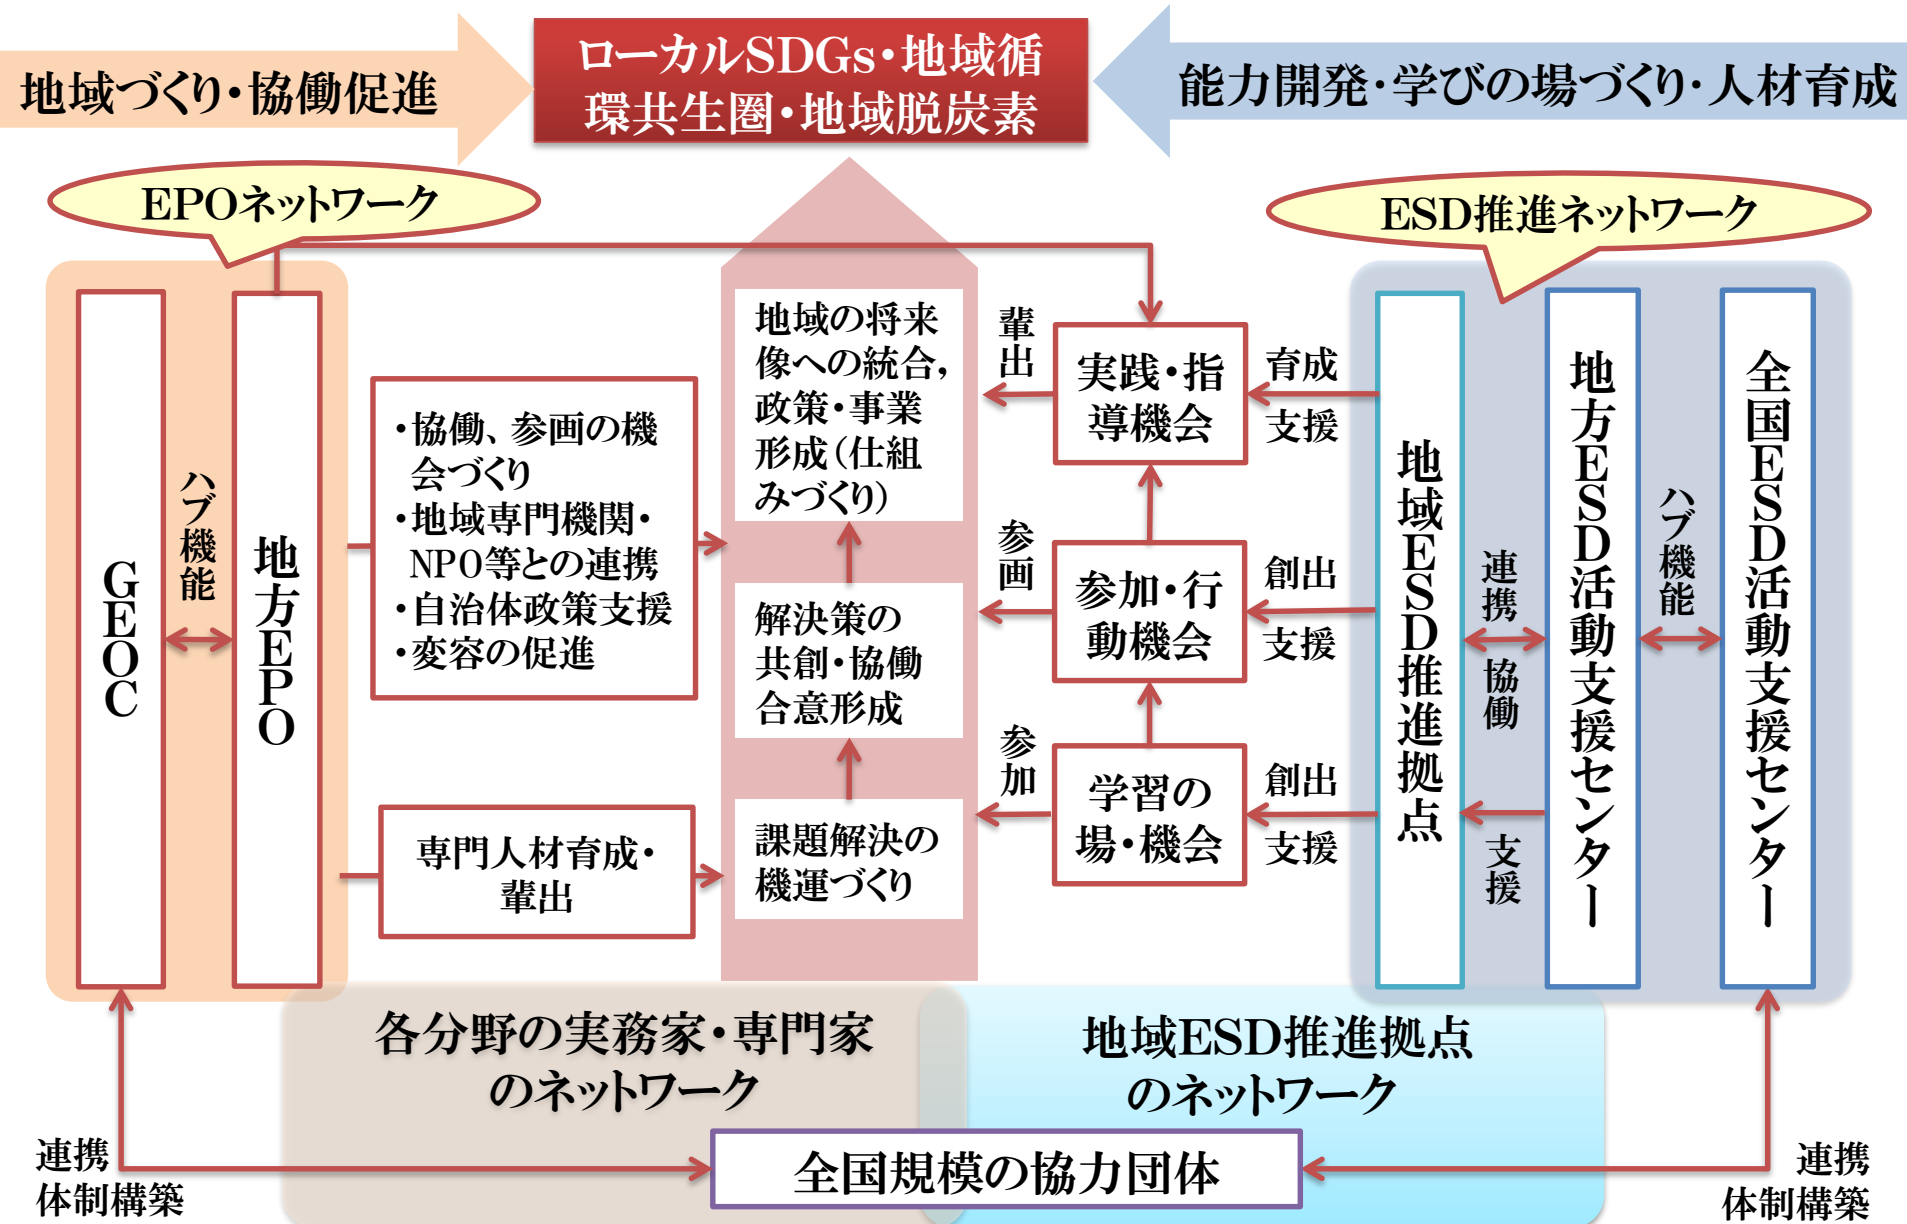 地域づくり・協働促進
ローカルSDGs・地域循
環共生圏・地域脱炭素
能力開発・学びの場づくり・人材育成
EPOネットワーク
ESD推進ネットワーク
GEOC
ハブ機能
地方EPO
・協働、参画の機
会づくり
・地域専門機関・
NPO等との連携
・自治体政策支援
・変容の促進
専門人材育成・
輩出
地域の将来
像への統合，
政策・事業
形成（仕組
みづくり）
解決策の
共創・協働
合意形成
課題解決の
機運づくり
輩出
参画
参加
実践・指
導機会
参加・行
動機会
学習の
場・機会
育成
支援
創出
支援
創出
支援
地域ESD推進拠点
連携
協働
支援
地方ESD活動支援センター
ハブ機能
全国ESD活動支援センター
各分野の実務家・専門家
のネットワーク
地域ESD推進拠点
のネットワーク
連携
体制構築
全国規模の協力団体
連携
体制構築